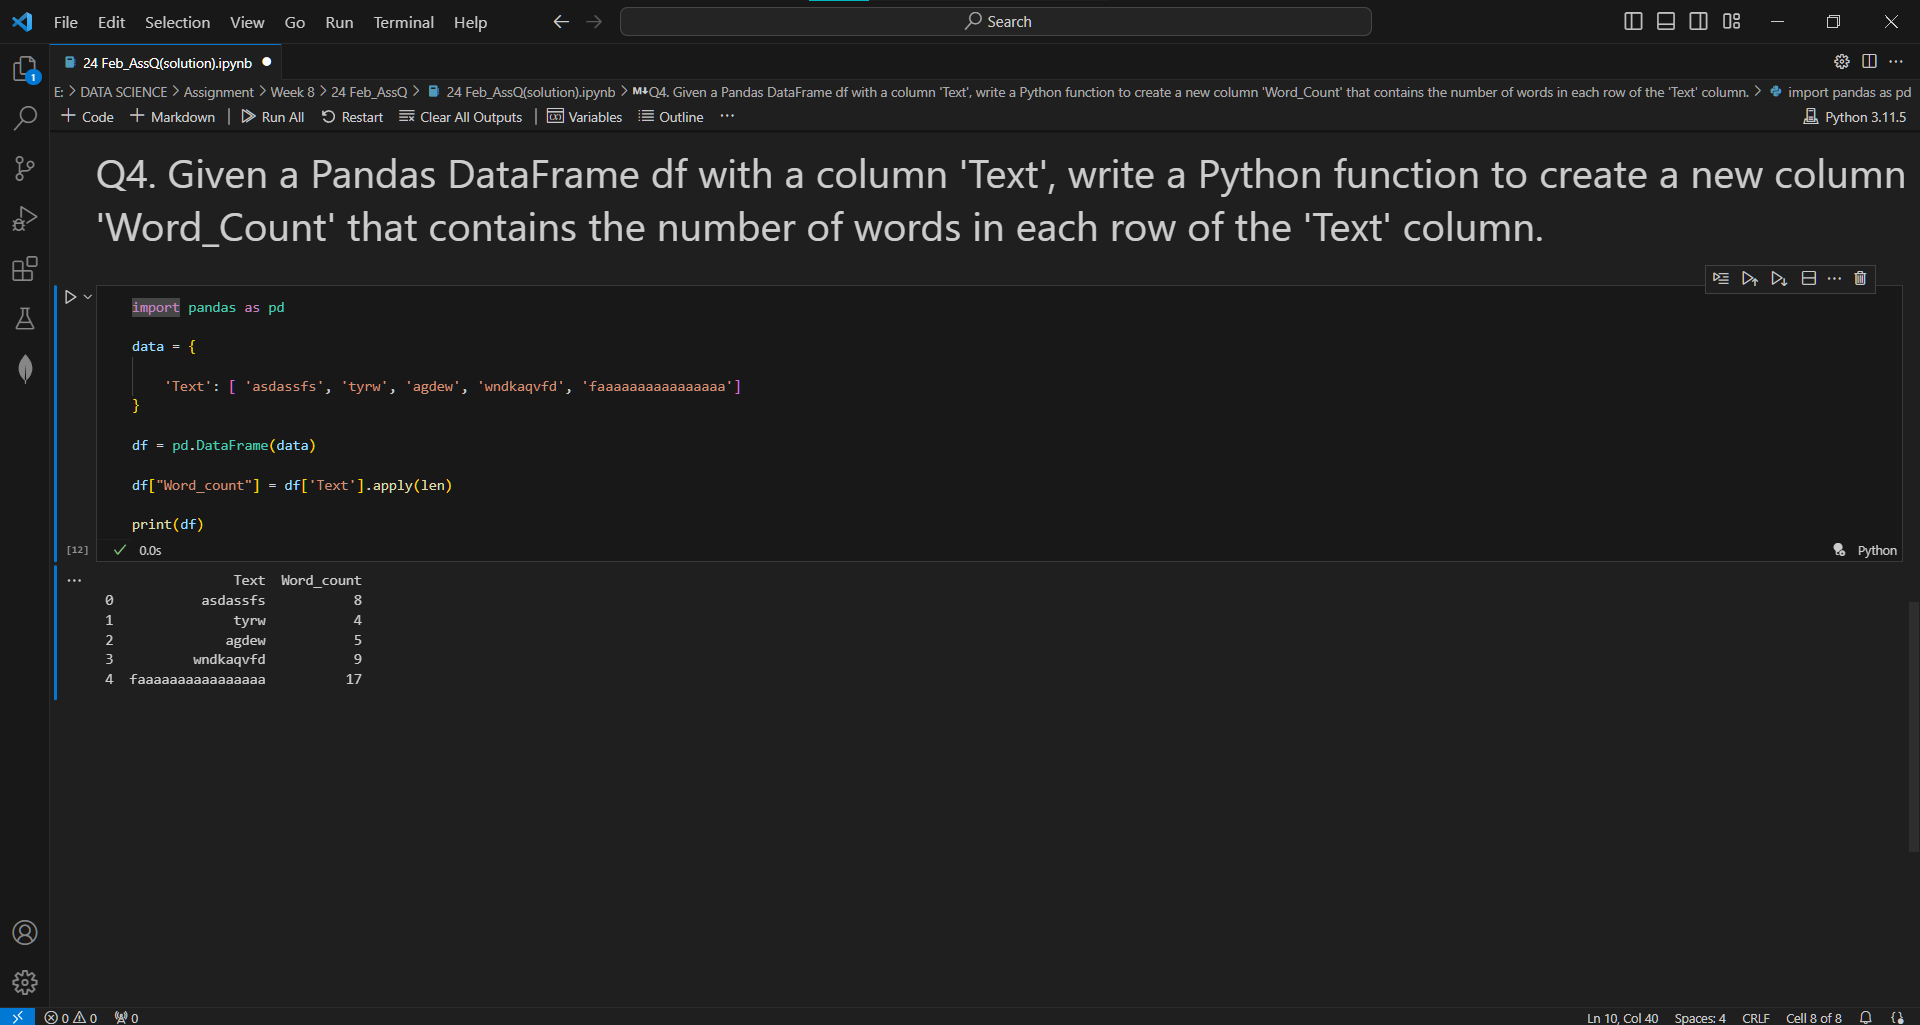 File Edit Selection View Go Run Terminal Help Search
24 Feb_AssQ(solution).ipynb
1
E: > DATA SCIENCE > Assignment > Week 8 > 24 Feb_AssQ > 24 Feb_AssQ(solution).ipynb > M↓Q4. Given a Pandas DataFrame df with a column 'Text', write a Python function to create a new column 'Word_Count' that contains the number of words in each row of the 'Text' column. > import pandas as pd
+ Code + Markdown | Run All Restart Clear All Outputs | Variables Outline ··· Python 3.11.5
Q4. Given a Pandas DataFrame df with a column 'Text', write a Python function to create a new column
'Word_Count' that contains the number of words in each row of the 'Text' column.
import pandas as pd
data = {
'Text': [ 'asdassfs', 'tyrw', 'agdew', 'wndkaqvfd', 'faaaaaaaaaaaaaaaa']
}
df = pd.DataFrame(data)
df["Word_count"] = df['Text'].apply(len)
print(df)
[12] 0.0s Python
Text Word_count
0 asdassfs 8
1 tyrw 4
2 agdew 5
3 wndkaqvfd 9
4 faaaaaaaaaaaaaaaa 17
0 0 0 Ln 10, Col 40 Spaces: 4 CRLF Cell 8 of 8